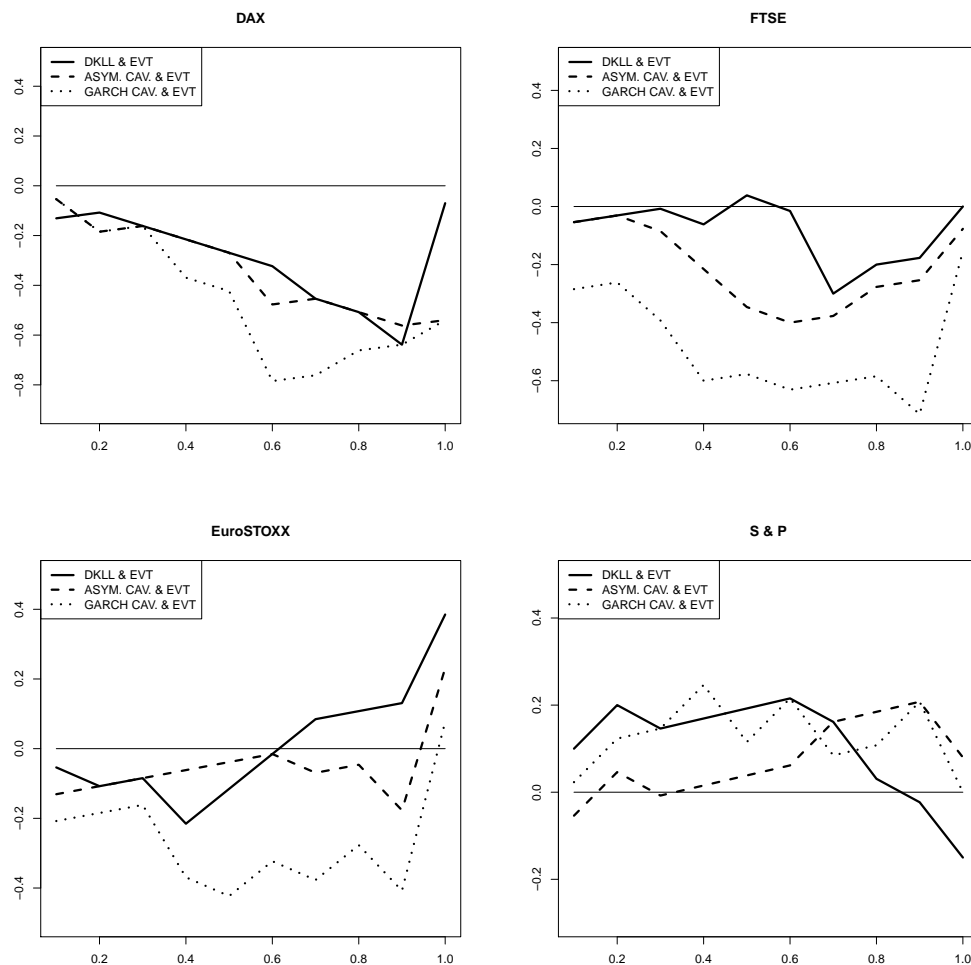 DAX
DKLL & EVT
ASYM. CAV. & EVT
GARCH CAV. & EVT
0.4
0.2
0.0
−0.2
−0.4
−0.6
−0.8
0.2 0.4 0.6 0.8 1.0
FTSE
DKLL & EVT
ASYM. CAV. & EVT
GARCH CAV. & EVT
0.4
0.2
0.0
−0.2
−0.4
−0.6
0.2 0.4 0.6 0.8 1.0
EuroSTOXX
DKLL & EVT
ASYM. CAV. & EVT
GARCH CAV. & EVT
0.4
0.2
0.0
−0.2
−0.4
0.2 0.4 0.6 0.8 1.0
S & P
DKLL & EVT
ASYM. CAV. & EVT
GARCH CAV. & EVT
0.4
0.2
0.0
−0.2
0.2 0.4 0.6 0.8 1.0